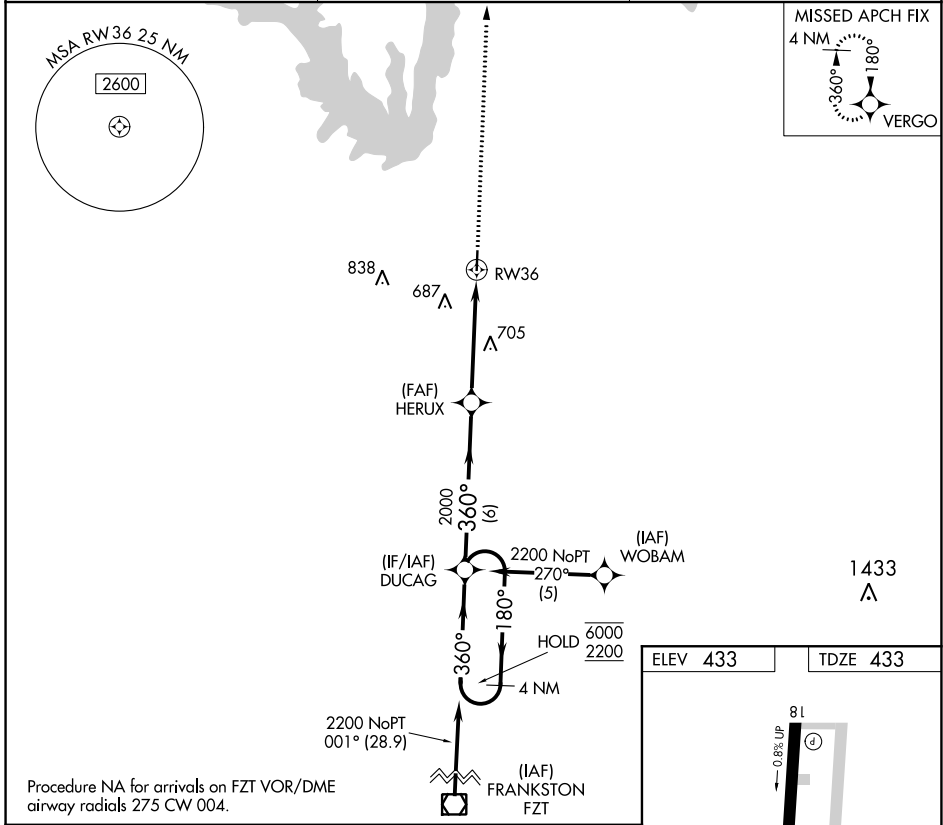 MSA RW36 25 NM
2600
MISSED APCH FIX
4 NM
360°
180°
VERGO
838
687
RW36
705
(FAF)
HERUX
2000
360°
(6)
(IF/IAF)
DUCAG
2200 NoPT
270°
(5)
(IAF)
WOBAM
1433
360°
180°
HOLD 6000
2200
4 NM
2200 NoPT
001° (28.9)
(IAF)
FRANKSTON
FZT
Procedure NA for arrivals on FZT VOR/DME
airway radials 275 CW 004.
ELEV 433
TDZE 433
18
0.8% UP
P